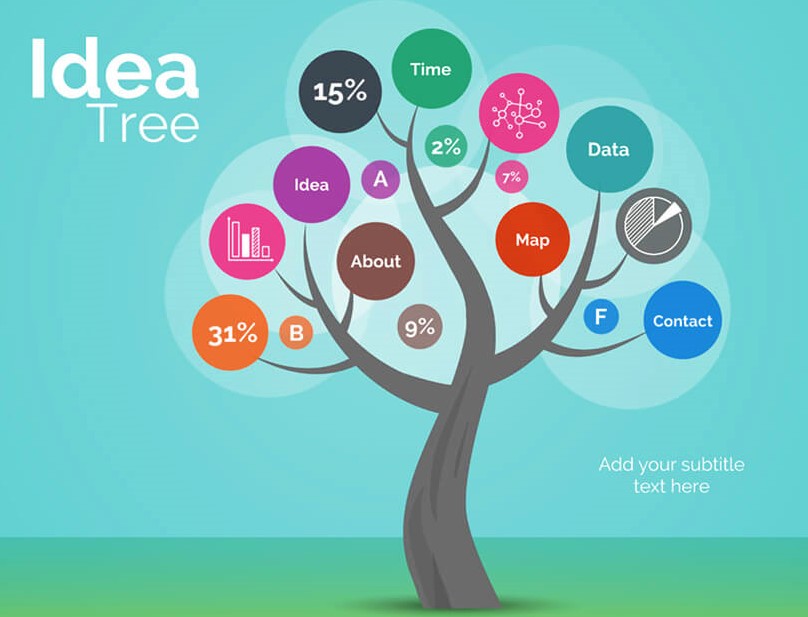 Idea
Tree
15%
Time
2%
7%
Data
Idea
A
About
Map
31%
B
9%
F
Contact
Add your subtitle
text here